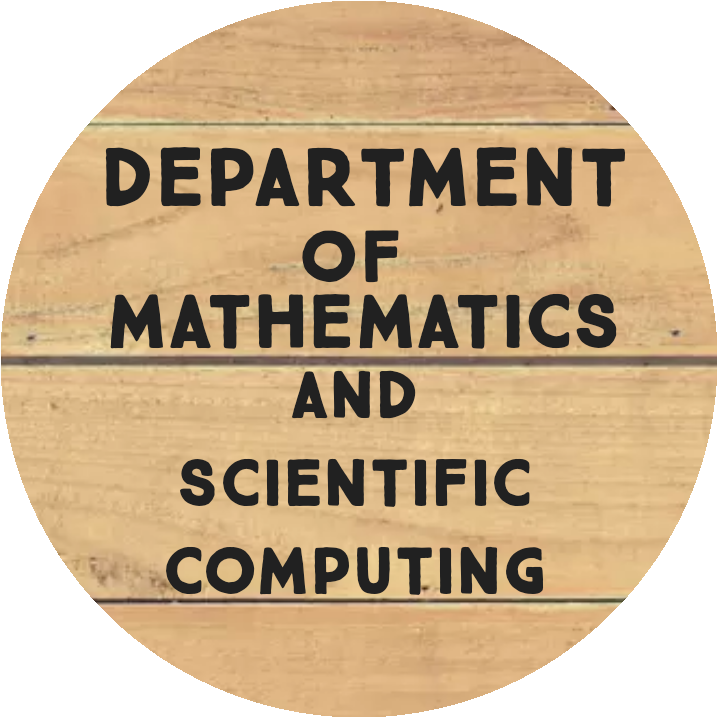 DEPARTMENT
OF
MATHEMATICS
AND
SCIENTIFIC
COMPUTING